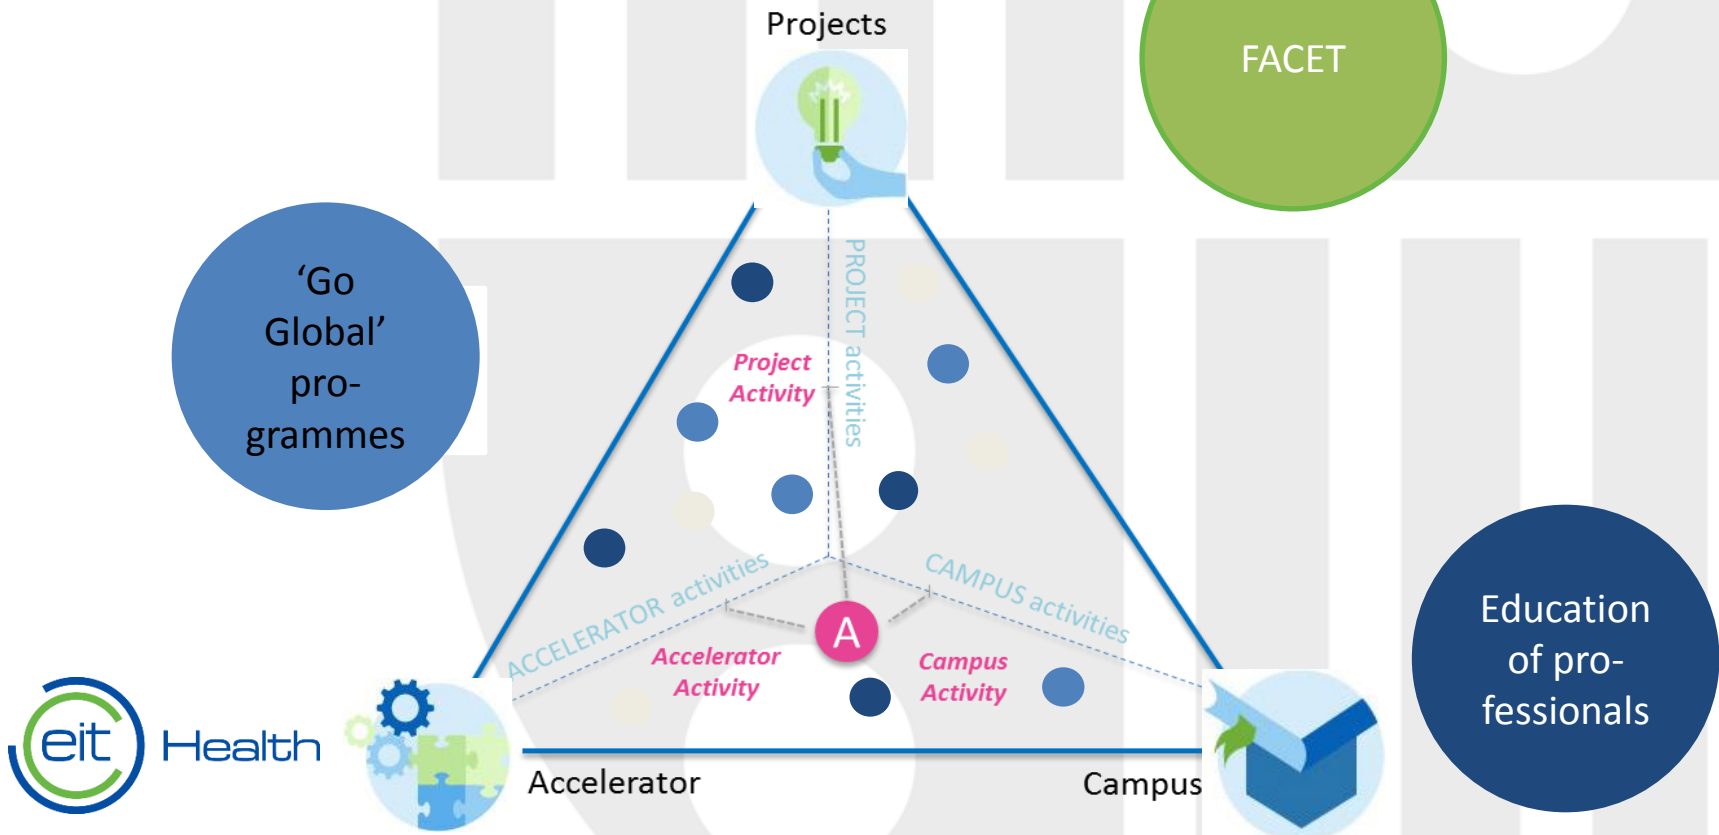 Projects
FACET
‘Go
Global’
pro-
grammes
PROJECT activities
Project
Activity
ACCELERATOR activities
CAMPUS activities
A
Accelerator
Activity
Campus
Activity
Education
of pro-
fessionals
eit Health
Accelerator
Campus